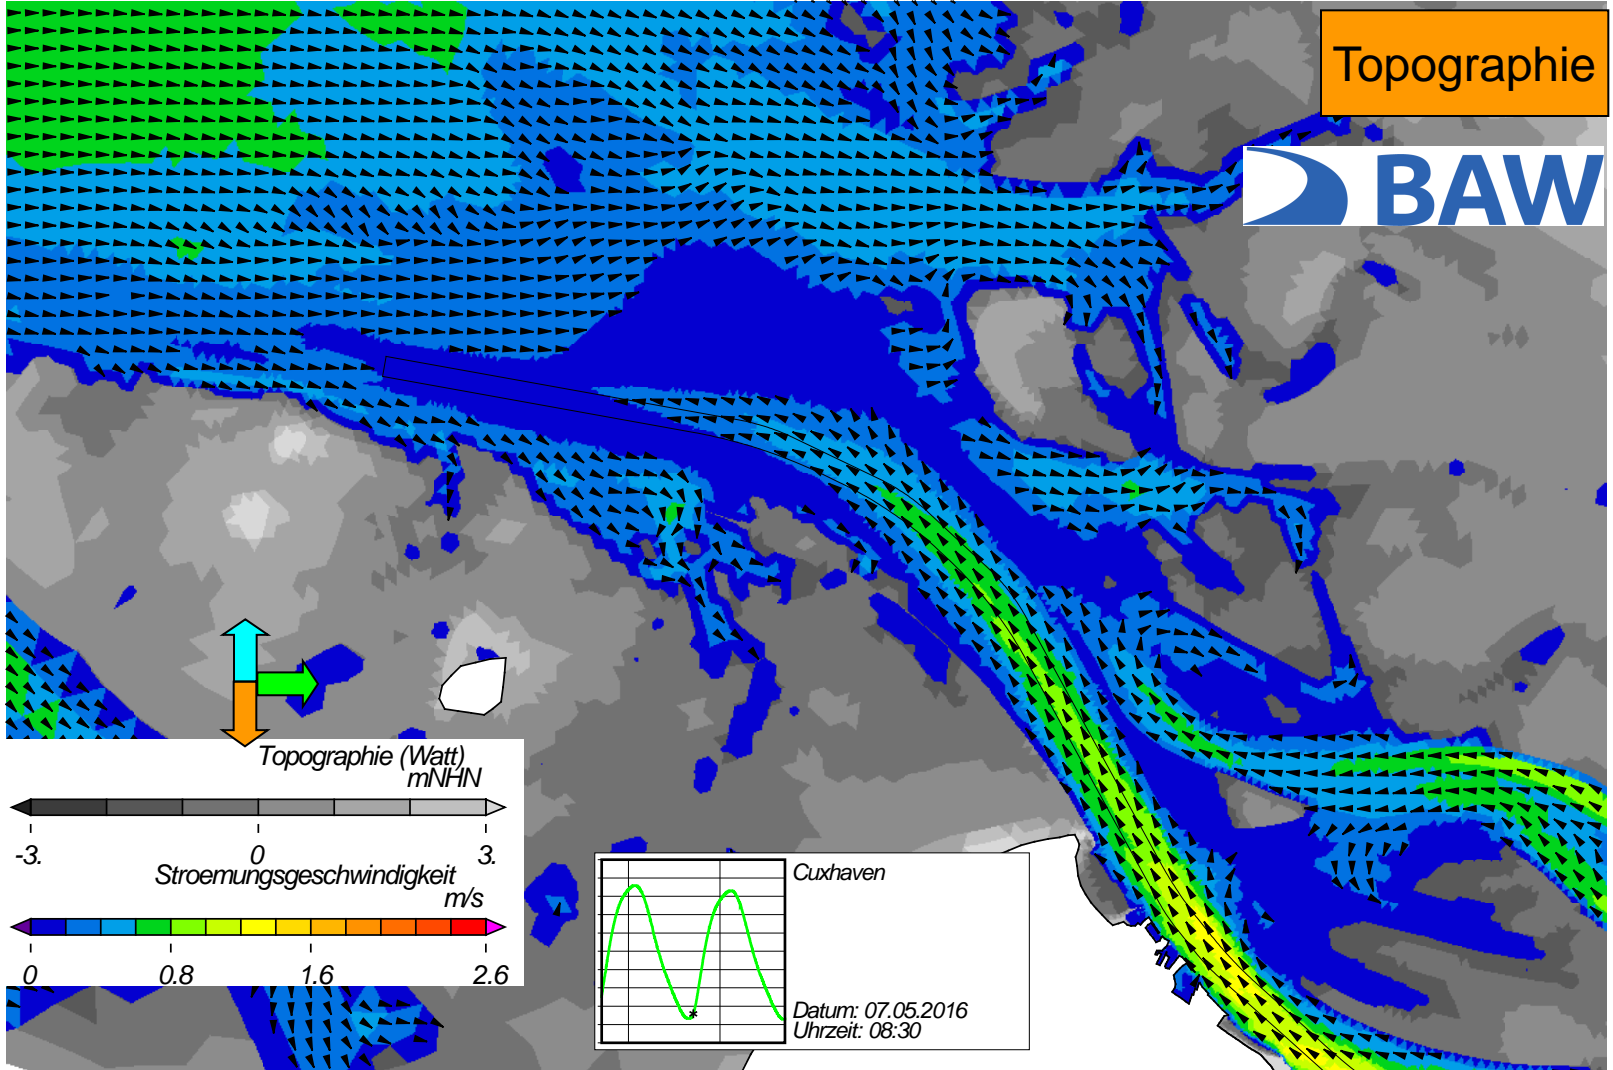 Topographie
BAW
Topographie (Watt)
mNHN
-3. 0 3.
Stroemungsgeschwindigkeit
m/s
0 0.8 1.6 2.6
Cuxhaven
Datum: 07.05.2016
Uhrzeit: 08:30